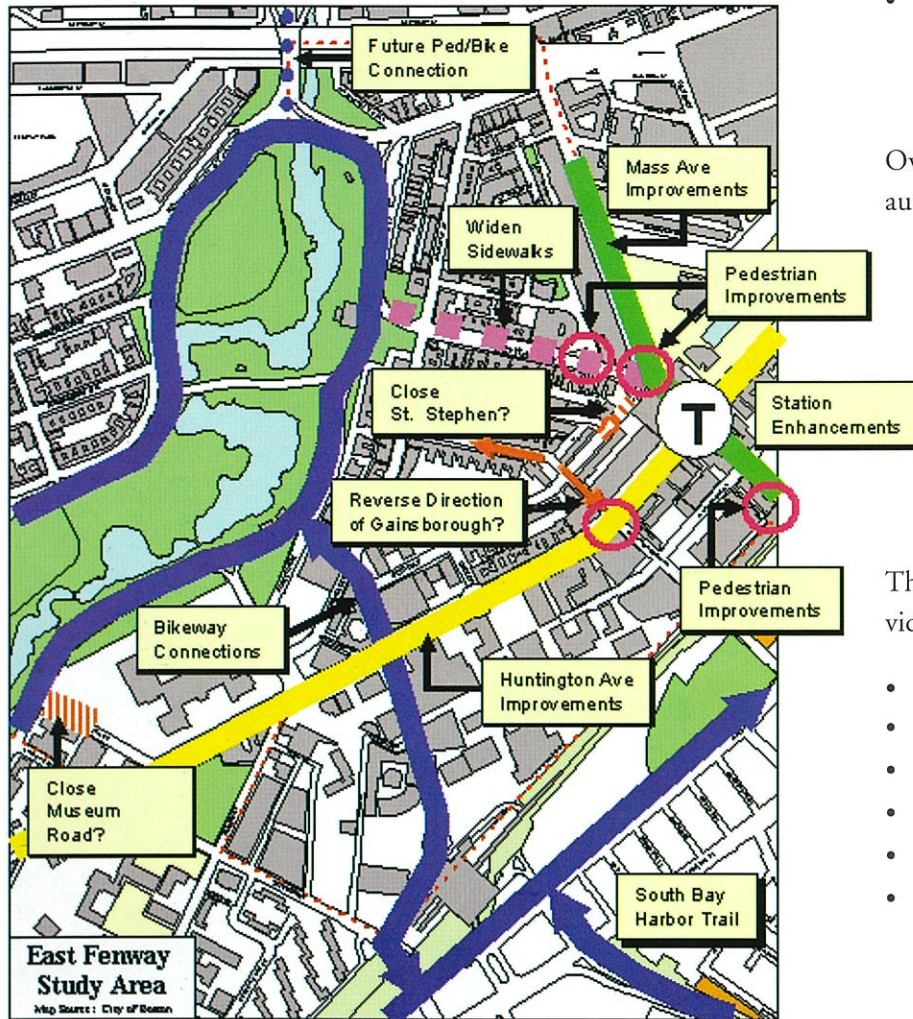 Future Ped/Bike
Connection
Mass Ave
Improvements
Widen
Sidewaks
Pedestrian
Improvements
Close
St. Stephen?
T
Station
Enhancements
Reverse Direction
of Gainsborough?
Bikeway
Connections
Pedestrian
Improvements
Huntington Ave
Improvements
Close
Museum
Road?
South Bay
Harbor Trail
East Fenway
Study Area
Map Source: City of Boston
Ov
au
Th
vic